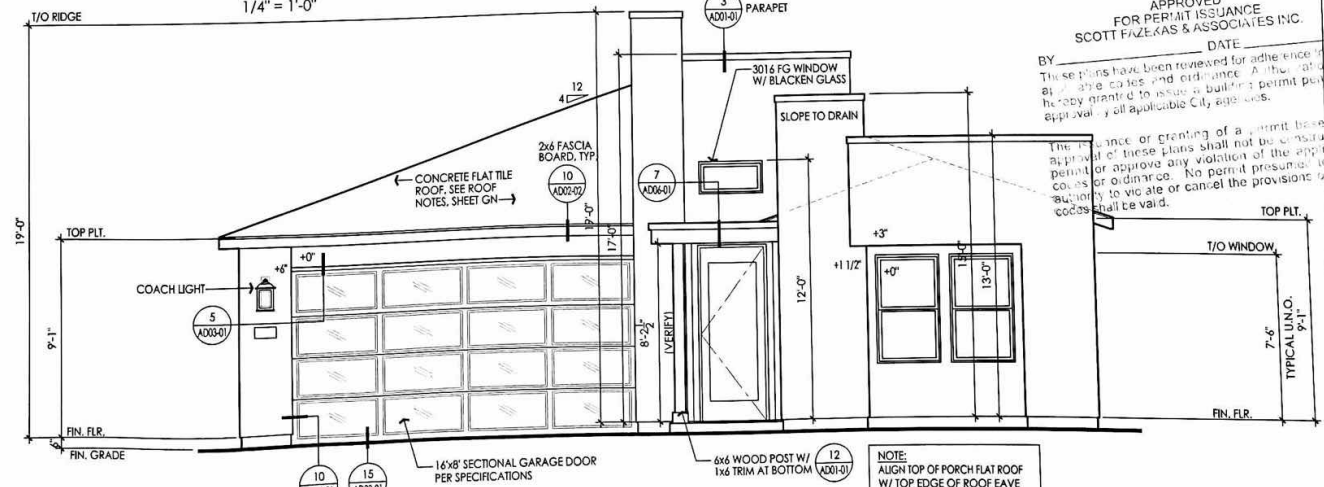 1/4" = 1'-0"
T/O RIDGE
3
AD01-01
PARAPET
APPROVED
FOR PERMIT ISSUANCE
SCOTT FAZEKAS & ASSOCIATES INC.
BY DATE
These plans have been reviewed for adherence
codes and ordinance.
hereby granted to issue a building permit
approval by all applicable City agencies.
The issuance or granting of a permit
approval of these plans shall not be
permit or approve any violation of the
codes or ordinance. No permit presumed
authority to violate or cancel the provisions
codes shall be valid.
3016 FG WINDOW
W/ BLACKEN GLASS
12
4
SLOPE TO DRAIN
2x6 FASCIA
BOARD, TYP.
10
AD02-02
7
AD06-01
CONCRETE FLAT TILE
ROOF, SEE ROOF
NOTES, SHEET GN
19'-0"
19'-0"
17'-0"
TOP PLT.
TOP PLT.
T/O WINDOW
+6"
+0"
+3"
+1 1/2"
+0"
15'-0"
13'-0"
12'-0"
COACH LIGHT
5
AD03-01
9'-1"
8'-2 1/2"
(VERIFY)
7'-6"
TYPICAL U.N.O.
9'-1"
FIN. FLR.
FIN. FLR.
6"
FIN. GRADE
10
15
16'x8' SECTIONAL GARAGE DOOR
PER SPECIFICATIONS
6x6 WOOD POST W/
1x6 TRIM AT BOTTOM
12
AD01-01
NOTE:
ALIGN TOP OF PORCH FLAT ROOF
W/ TOP EDGE OF ROOF EAVE